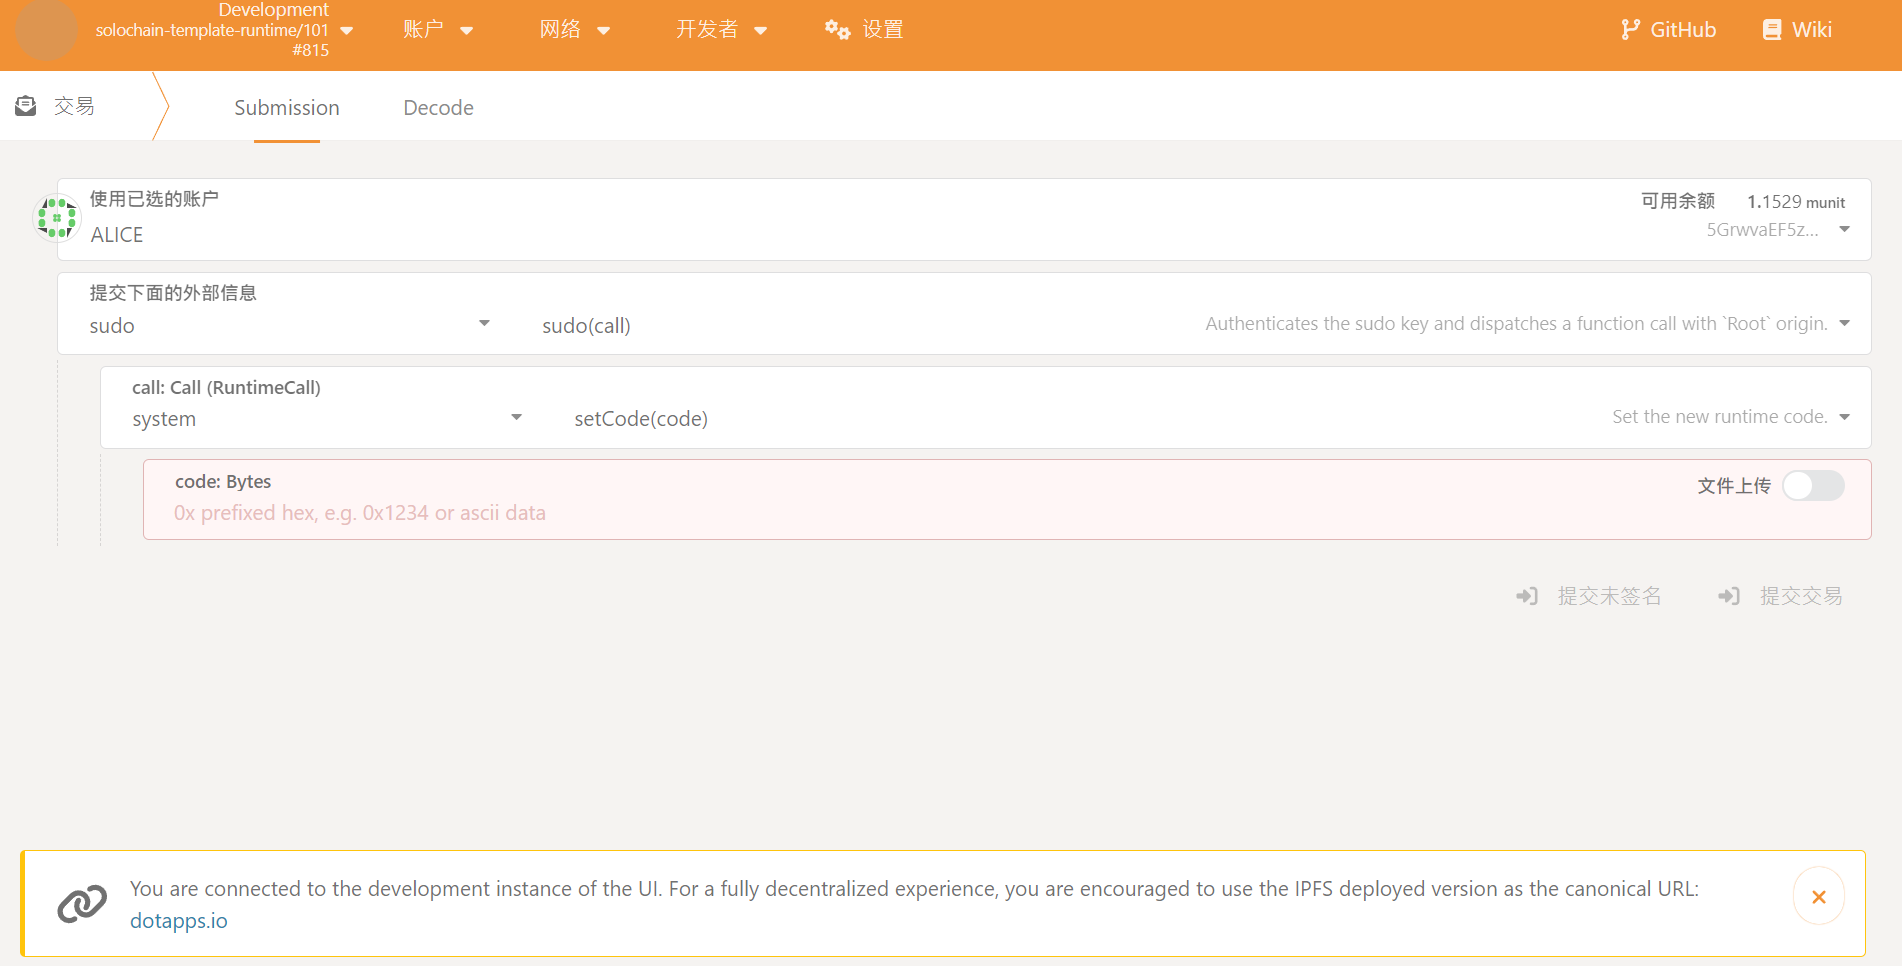 Development
solochain-template-runtime/101
#815
账户
网络
开发者
设置
GitHub
Wiki
交易
Submission
Decode
使用已选的账户
ALICE
可用余额 1.1529 munit
5GrwvaEF5z...
提交下面的外部信息
sudo
sudo(call)
Authenticates the sudo key and dispatches a function call with `Root` origin.
call: Call (RuntimeCall)
system
setCode(code)
Set the new runtime code.
code: Bytes
0x prefixed hex, e.g. 0x1234 or ascii data
文件上传
提交未签名
提交交易
You are connected to the development instance of the UI. For a fully decentralized experience, you are encouraged to use the IPFS deployed version as the canonical URL:
dotapps.io